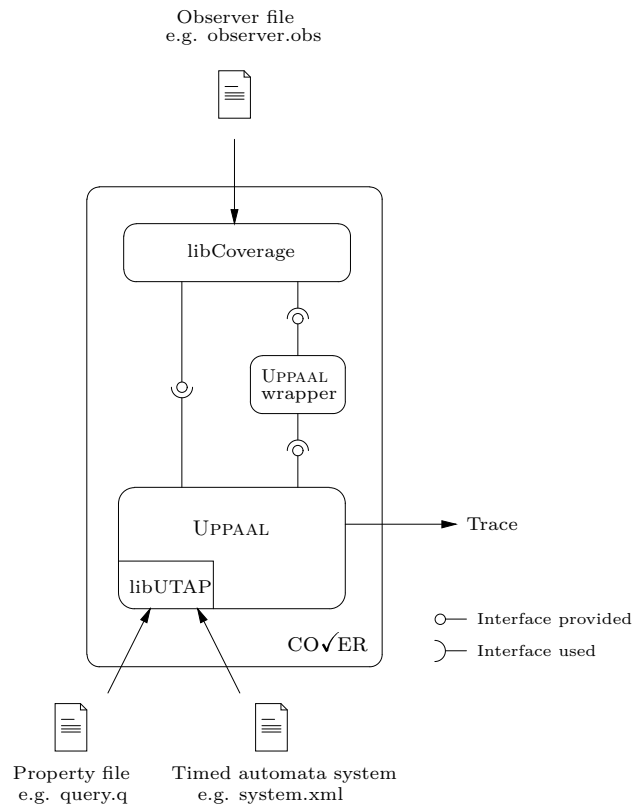 Observer file
e.g. observer.obs
libCoverage
UPPAAL
wrapper
UPPAAL
Trace
libUTAP
Interface provided
CO✓ER
Interface used
Property file
e.g. query.q
Timed automata system
e.g. system.xml